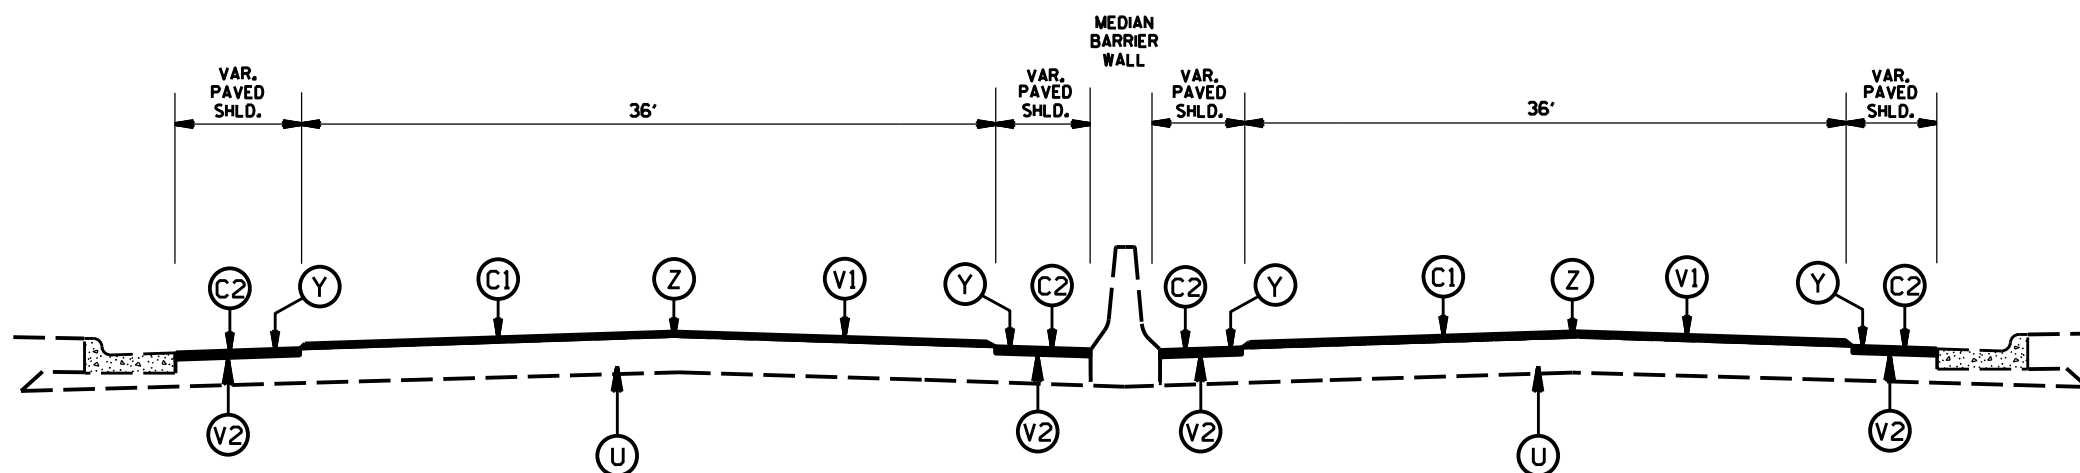 MEDIAN
BARRIER
WALL
VAR.
PAVED
SHLD.
36'
VAR.
PAVED
SHLD.
VAR.
PAVED
SHLD.
36'
VAR.
PAVED
SHLD.
C2
Y
C1
Z
V1
Y
C2
C2
Y
C1
Z
V1
Y
C2
V2
U
V2
V2
U
V2